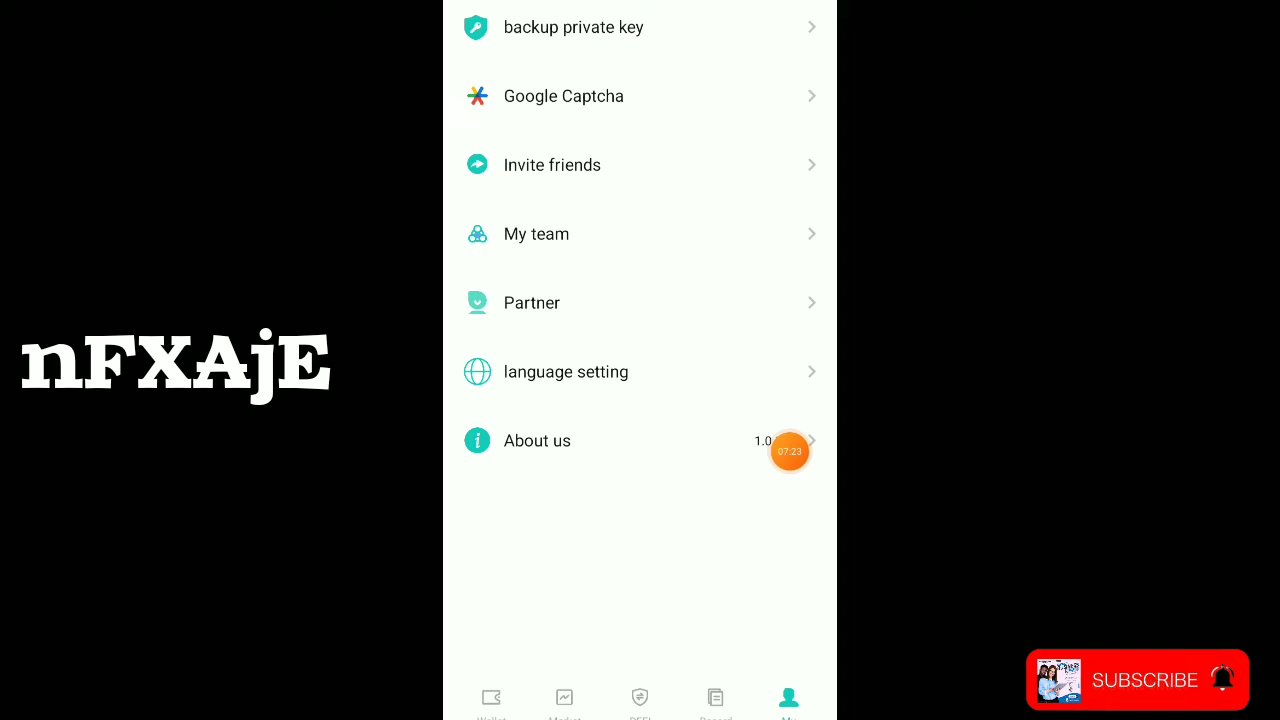 backup private key
Google Captcha
Invite friends
My team
Partner
language setting
About us
1.0
07:23
nFXAjE
SUBSCRIBE